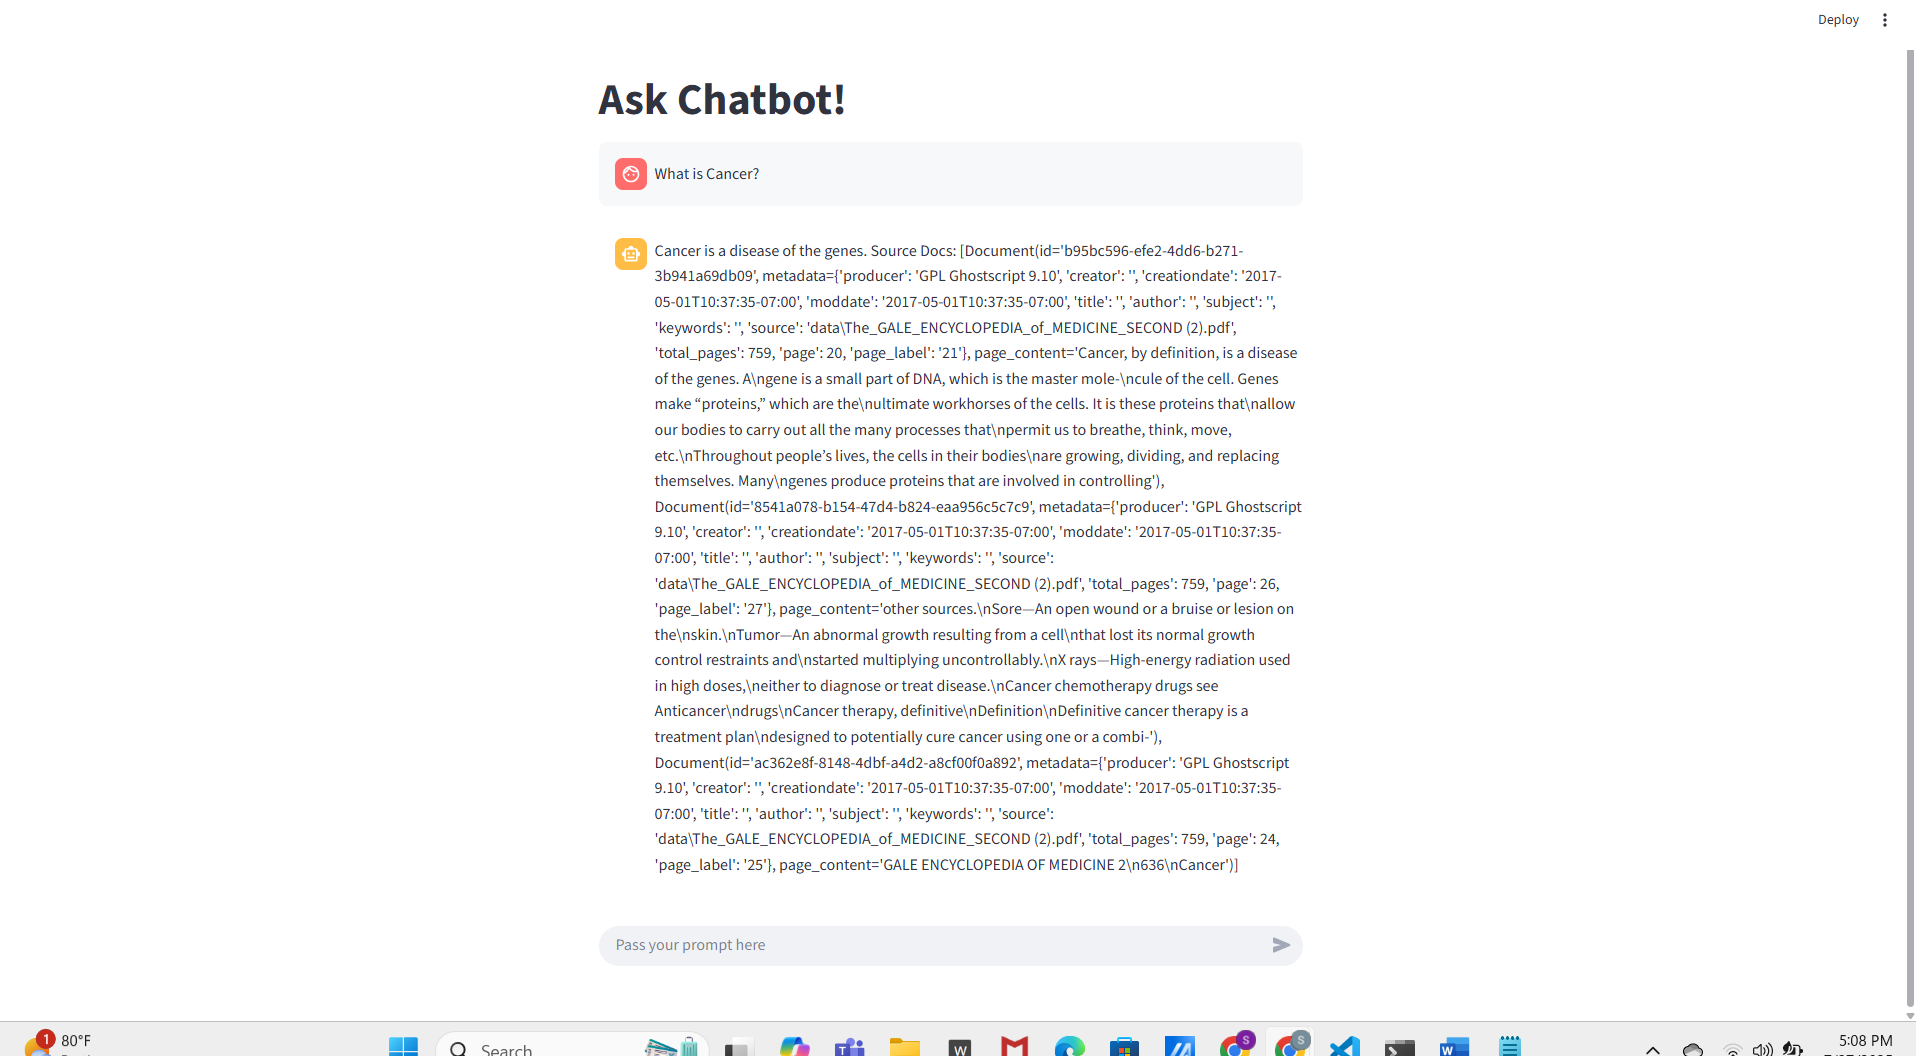 Deploy
Ask Chatbot!
What is Cancer?
Cancer is a disease of the genes. Source Docs: [Document(id='b95bc596-efe2-4dd6-b271-
3b941a69db09', metadata={'producer': 'GPL Ghostscript 9.10', 'creator': '', 'creationdate': '2017-
05-01T10:37:35-07:00', 'moddate': '2017-05-01T10:37:35-07:00', 'title': '', 'author': '', 'subject': '',
'keywords': '', 'source': 'data\The_GALE_ENCYCLOPEDIA_of_MEDICINE_SECOND (2).pdf',
'total_pages': 759, 'page': 20, 'page_label': '21'}, page_content='Cancer, by definition, is a disease
of the genes. A\ngene is a small part of DNA, which is the master mole-\ncule of the cell. Genes
make “proteins,” which are the\nultimate workhorses of the cells. It is these proteins that\nallow
our bodies to carry out all the many processes that\npermit us to breathe, think, move,
etc.\nThroughout people’s lives, the cells in their bodies\nare growing, dividing, and replacing
themselves. Many\ngenes produce proteins that are involved in controlling'),
Document(id='8541a078-b154-47d4-b824-eaa956c5c7c9', metadata={'producer': 'GPL Ghostscript
9.10', 'creator': '', 'creationdate': '2017-05-01T10:37:35-07:00', 'moddate': '2017-05-01T10:37:35-
07:00', 'title': '', 'author': '', 'subject': '', 'keywords': '', 'source':
'data\The_GALE_ENCYCLOPEDIA_of_MEDICINE_SECOND (2).pdf', 'total_pages': 759, 'page': 26,
'page_label': '27'}, page_content='other sources.\nSore—An open wound or a bruise or lesion on
the\nskin.\nTumor—An abnormal growth resulting from a cell\nthat lost its normal growth
control restraints and\nstarted multiplying uncontrollably.\nX rays—High-energy radiation used
in high doses,\neither to diagnose or treat disease.\nCancer chemotherapy drugs see
Anticancer\ndrugs\nCancer therapy, definitive\nDefinition\nDefinitive cancer therapy is a
treatment plan\ndesigned to potentially cure cancer using one or a combi-'),
Document(id='ac362e8f-8148-4dbf-a4d2-a8cf00f0a892', metadata={'producer': 'GPL Ghostscript
9.10', 'creator': '', 'creationdate': '2017-05-01T10:37:35-07:00', 'moddate': '2017-05-01T10:37:35-
07:00', 'title': '', 'author': '', 'subject': '', 'keywords': '', 'source':
'data\The_GALE_ENCYCLOPEDIA_of_MEDICINE_SECOND (2).pdf', 'total_pages': 759, 'page': 24,
'page_label': '25'}, page_content='GALE ENCYCLOPEDIA OF MEDICINE 2\n636\nCancer')]
Pass your prompt here
1
80°F
Search
W
S
S
5:08 PM